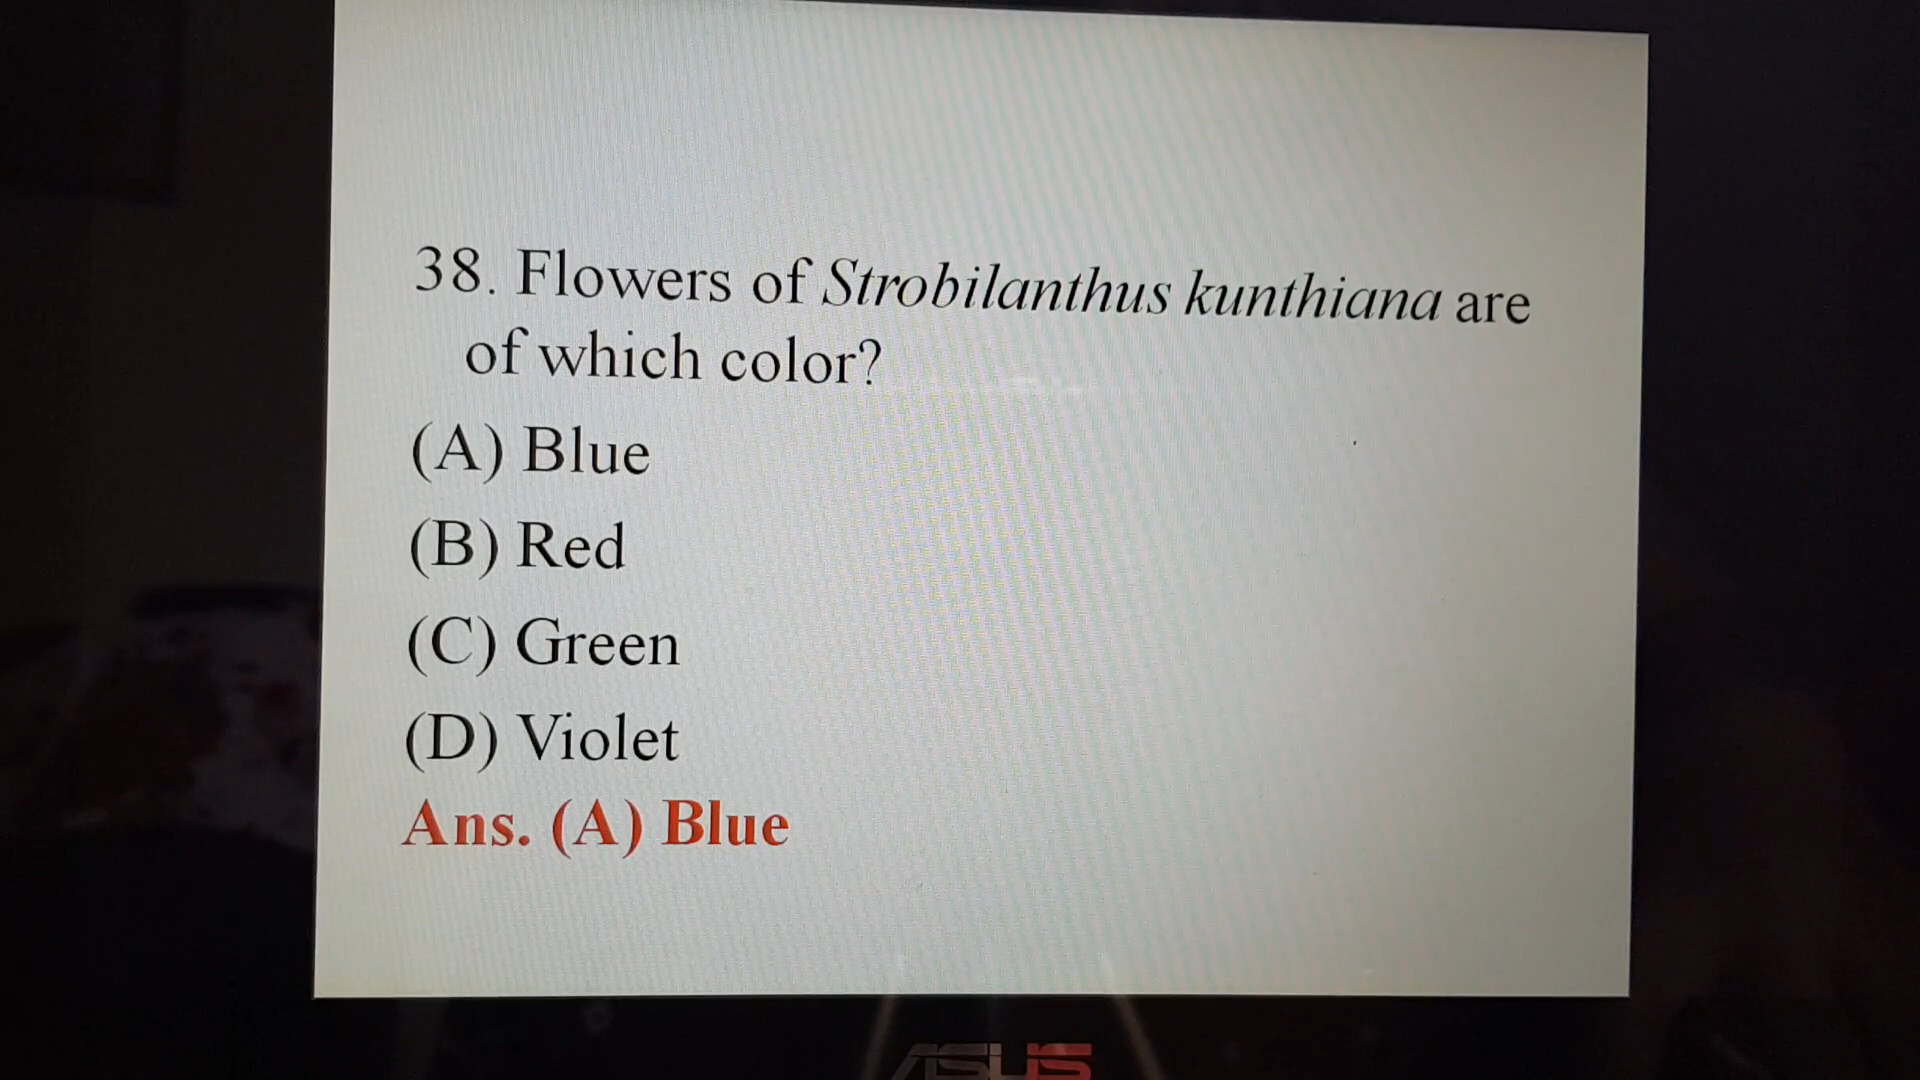 38. Flowers of Strobilanthus kunthiana are
of which color?
(A) Blue
(B) Red
(C) Green
(D) Violet
Ans. (A) Blue
ASUS